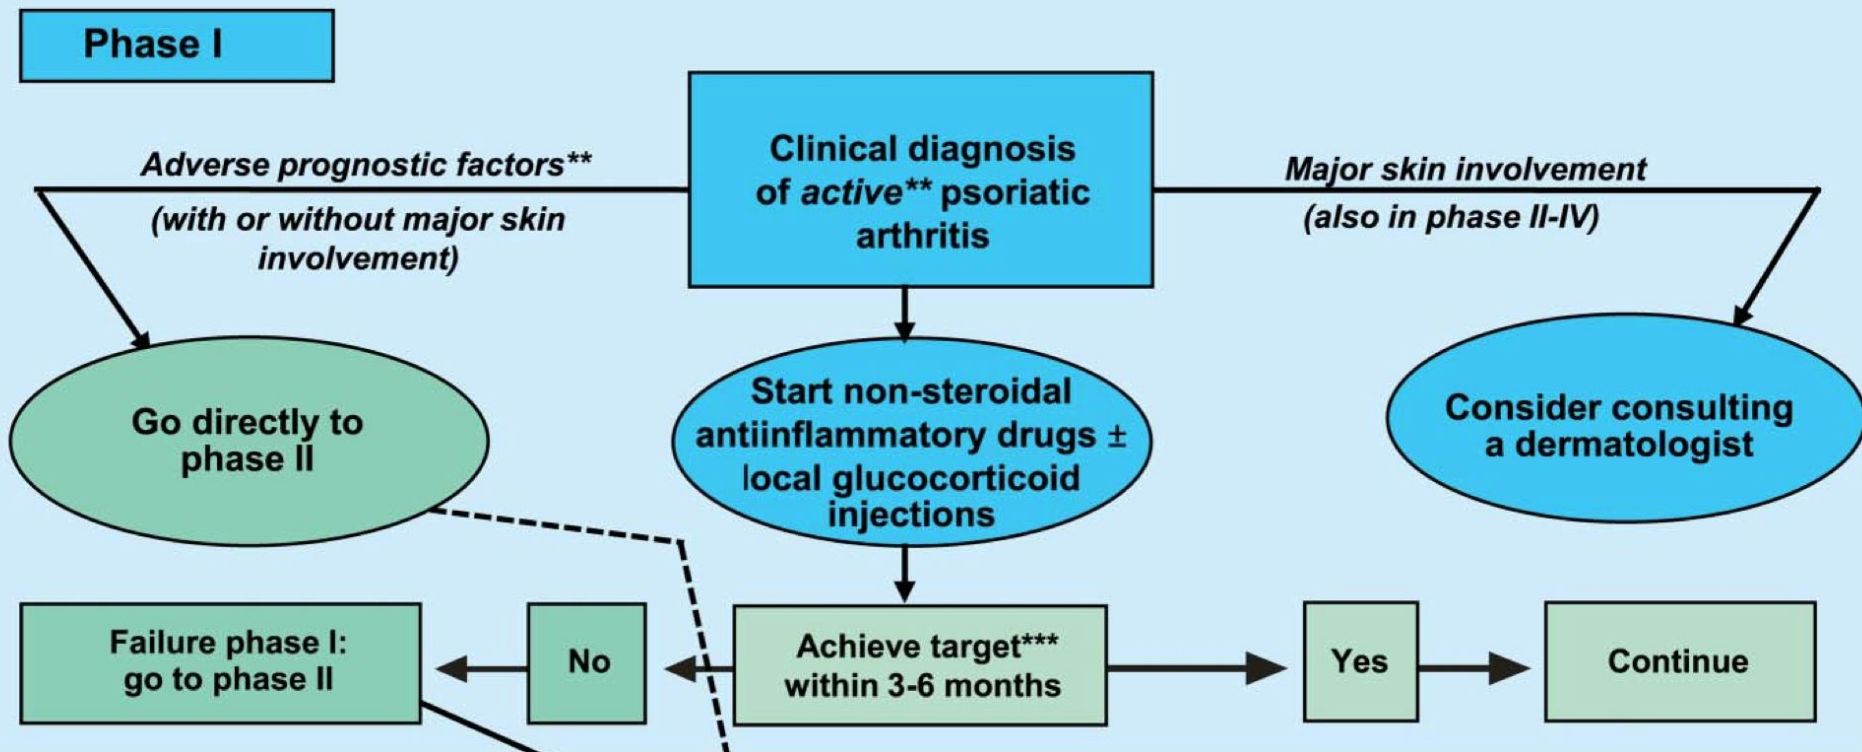 Phase I
Clinical diagnosis
of active** psoriatic
arthritis
Adverse prognostic factors**
(with or without major skin
involvement)
Major skin involvement
(also in phase II-IV)
Go directly to
phase II
Start non-steroidal
antiinflammatory drugs ±
local glucocorticoid
injections
Consider consulting
a dermatologist
Failure phase I:
go to phase II
No
Achieve target***
within 3-6 months
Yes
Continue